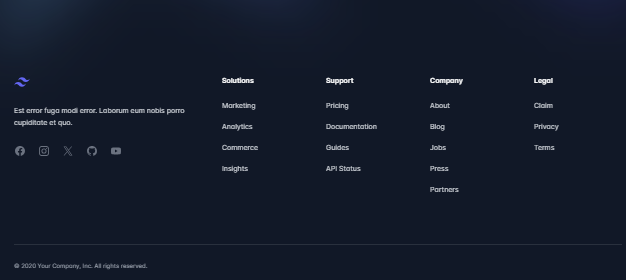 Est error fuga modi error. Laborum eum nobis porro
cupiditate et quo.
Solutions
Marketing
Analytics
Commerce
Insights
Support
Pricing
Documentation
Guides
API Status
Company
About
Blog
Jobs
Press
Partners
Legal
Claim
Privacy
Terms
© 2020 Your Company, Inc. All rights reserved.